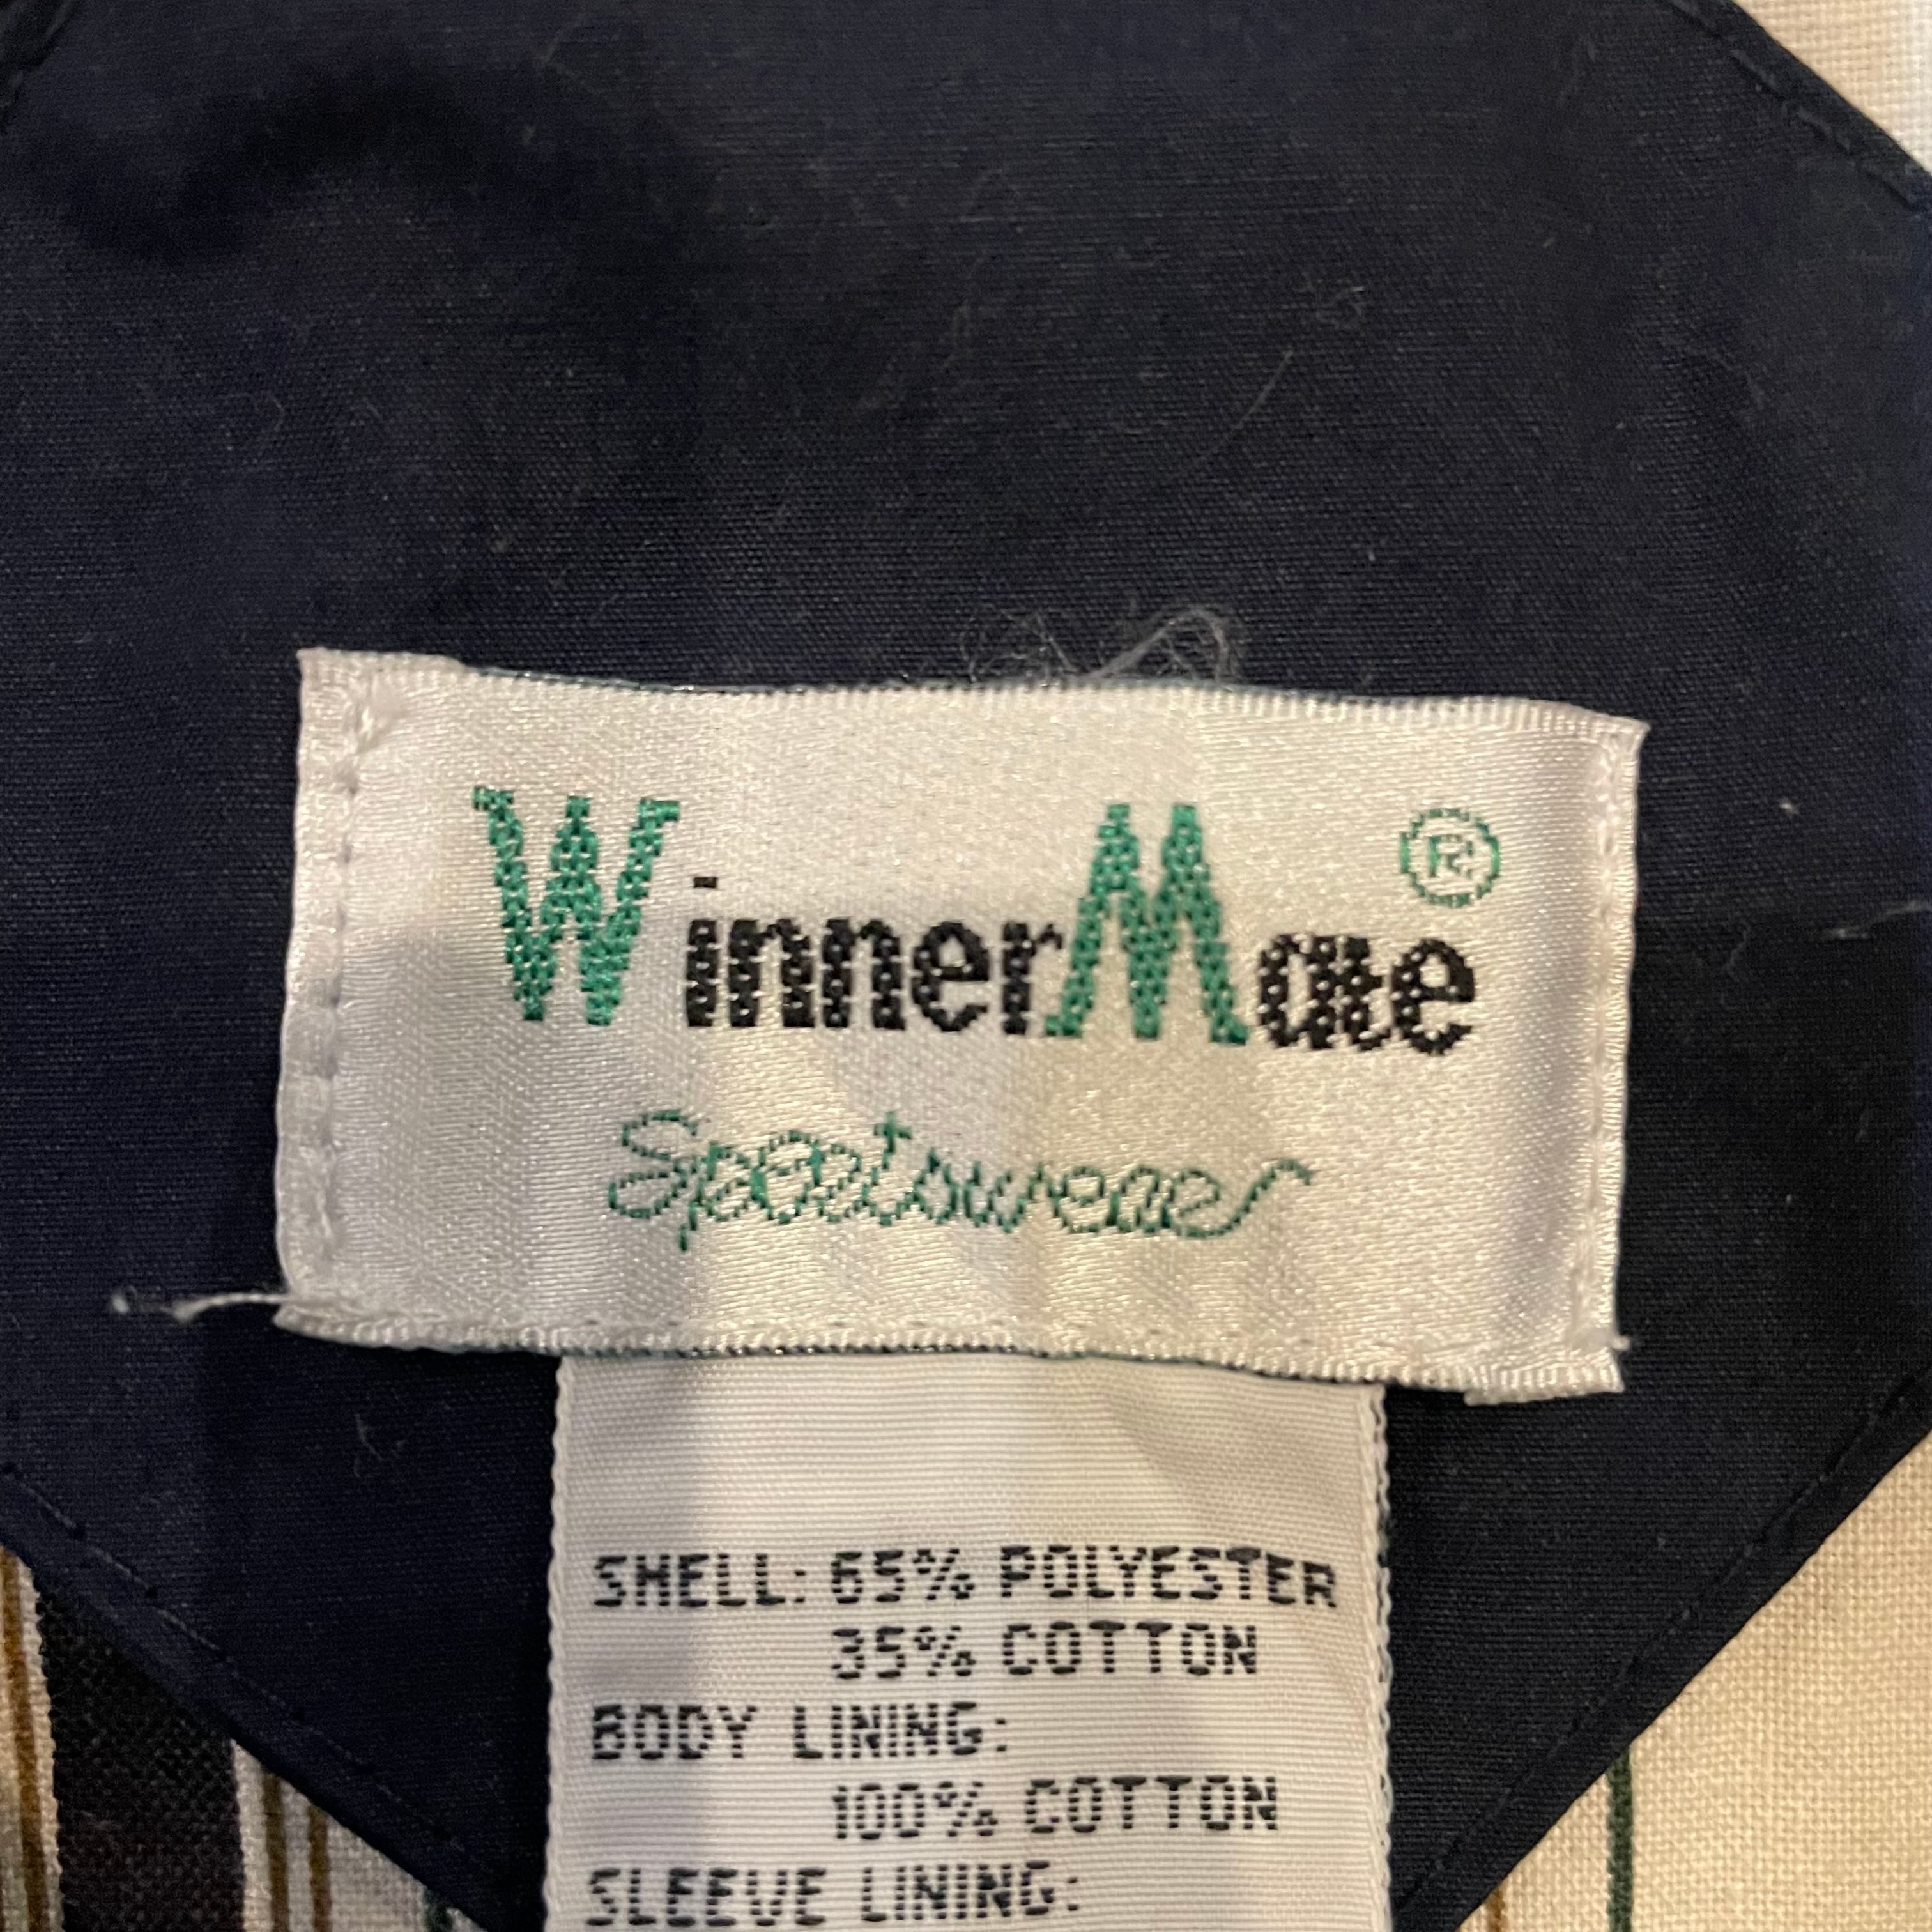 WinnerMate ®
Sportswear
SHELL: 65% POLYESTER
35% COTTON
BODY LINING:
100% COTTON
SLEEVE LINING: